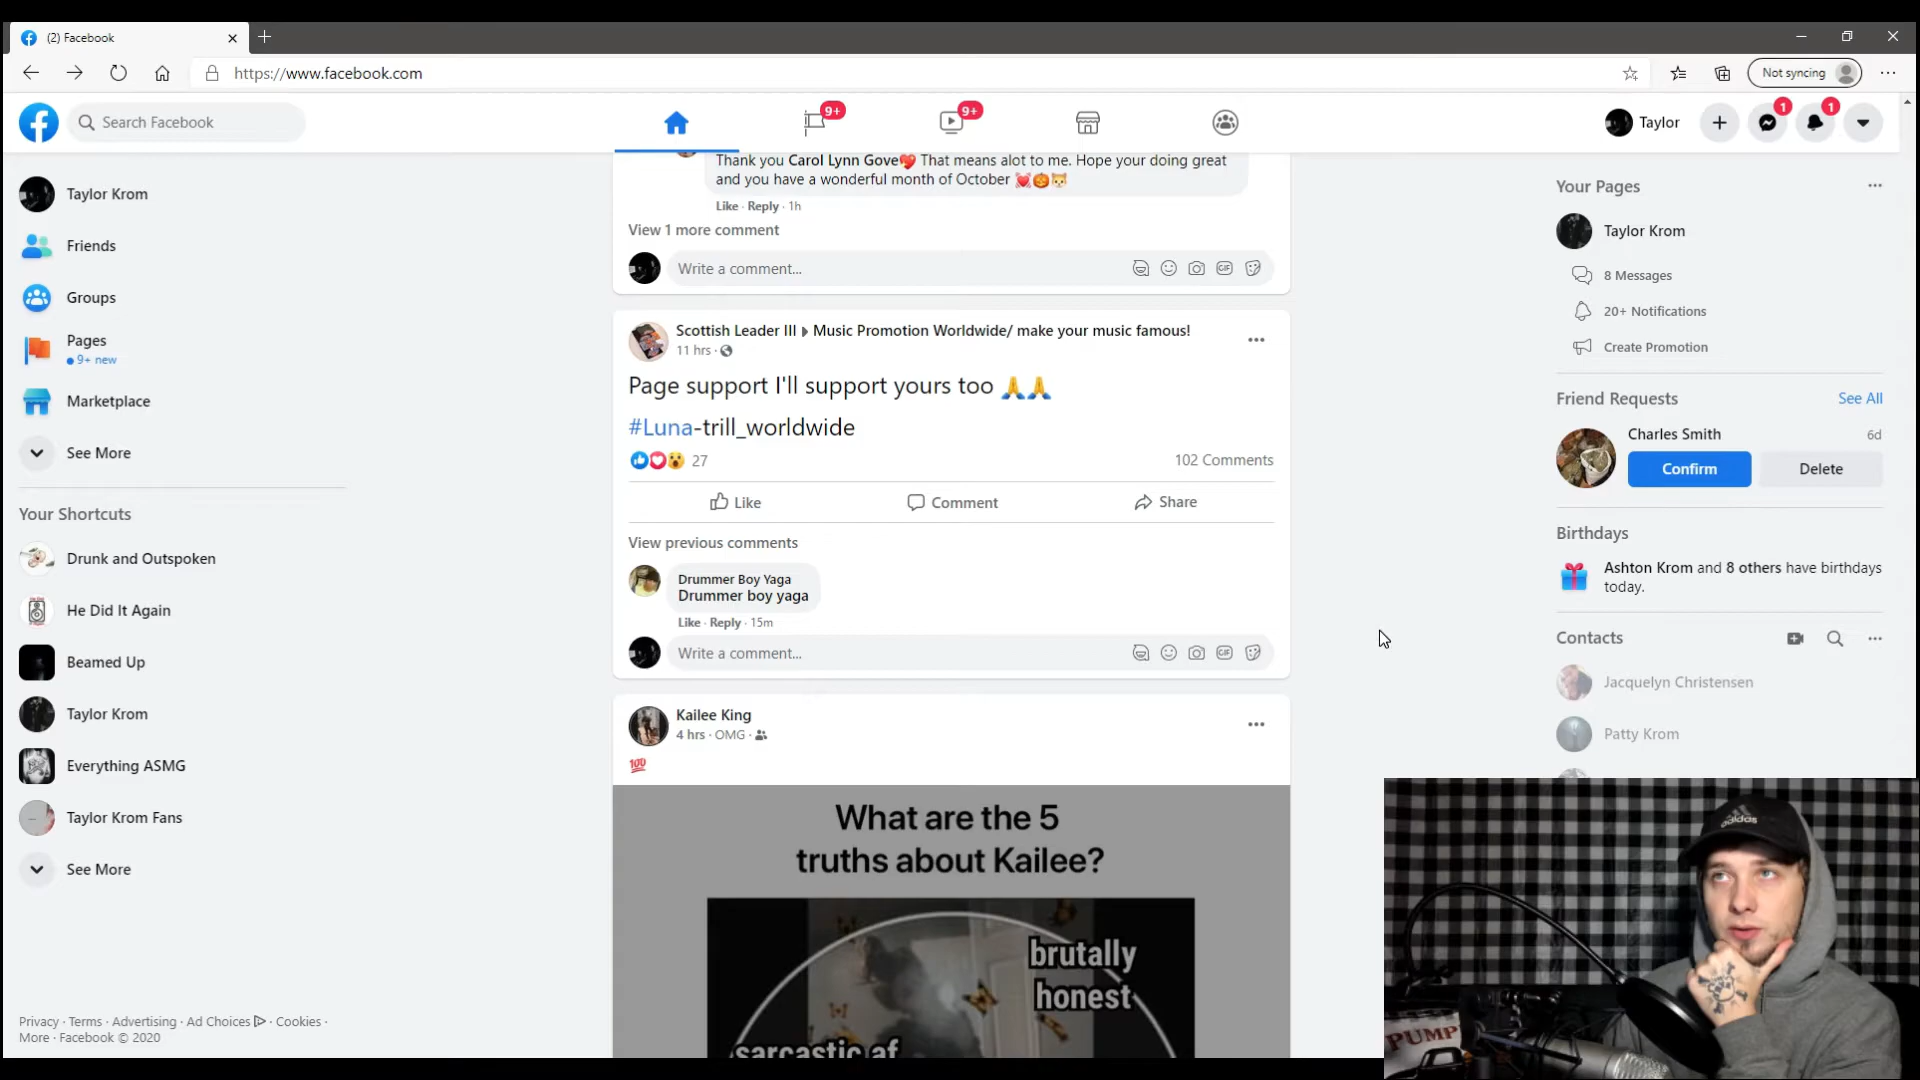 (2) Facebook
https://www.facebook.com
Not syncing
Search Facebook
9+
9+
Taylor
1
1
Taylor Krom
Friends
Groups
Pages
9+ new
Marketplace
See More
Your Shortcuts
Drunk and Outspoken
He Did It Again
Beamed Up
Taylor Krom
Everything ASMG
Taylor Krom Fans
See More
Privacy · Terms · Advertising · Ad Choices · Cookies ·
More · Facebook © 2020
Thank you Carol Lynn Gove💖 That means alot to me. Hope your doing great
and you have a wonderful month of October 💓🎃🐱
Like · Reply · 1h
View 1 more comment
Write a comment...
GIF
Scottish Leader III ▸ Music Promotion Worldwide/ make your music famous!
11 hrs ·
Page support I'll support yours too 🙏🙏
#Luna-trill_worldwide
27
102 Comments
Like
Comment
Share
View previous comments
Drummer Boy Yaga
Drummer boy yaga
Like · Reply · 15m
Write a comment...
GIF
Kailee King
4 hrs · OMG ·
💯
What are the 5
truths about Kailee?
brutally
honest
sarcastic af
Your Pages
Taylor Krom
8 Messages
20+ Notifications
Create Promotion
Friend Requests
See All
Charles Smith
6d
Confirm
Delete
Birthdays
Ashton Krom and 8 others have birthdays
today.
Contacts
Jacquelyn Christensen
Patty Krom
adidas
PUMP